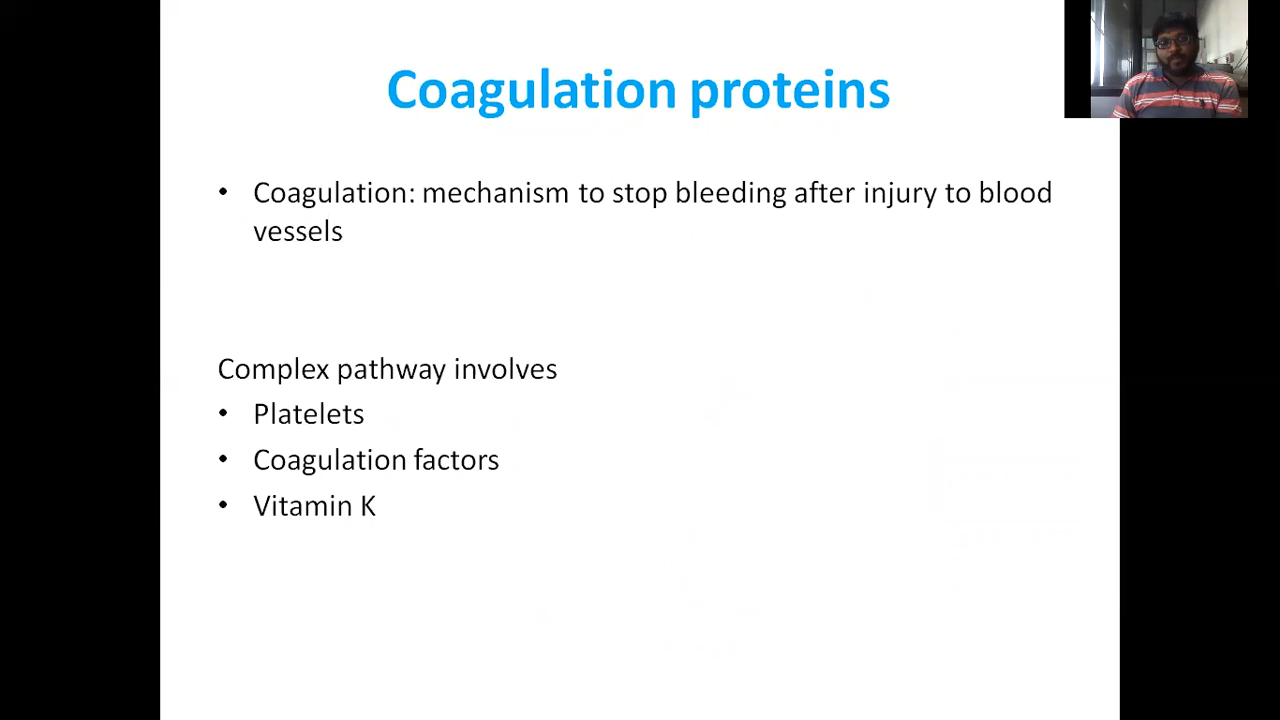 Coagulation proteins
• Coagulation: mechanism to stop bleeding after injury to blood
vessels
Complex pathway involves
• Platelets
• Coagulation factors
• Vitamin K